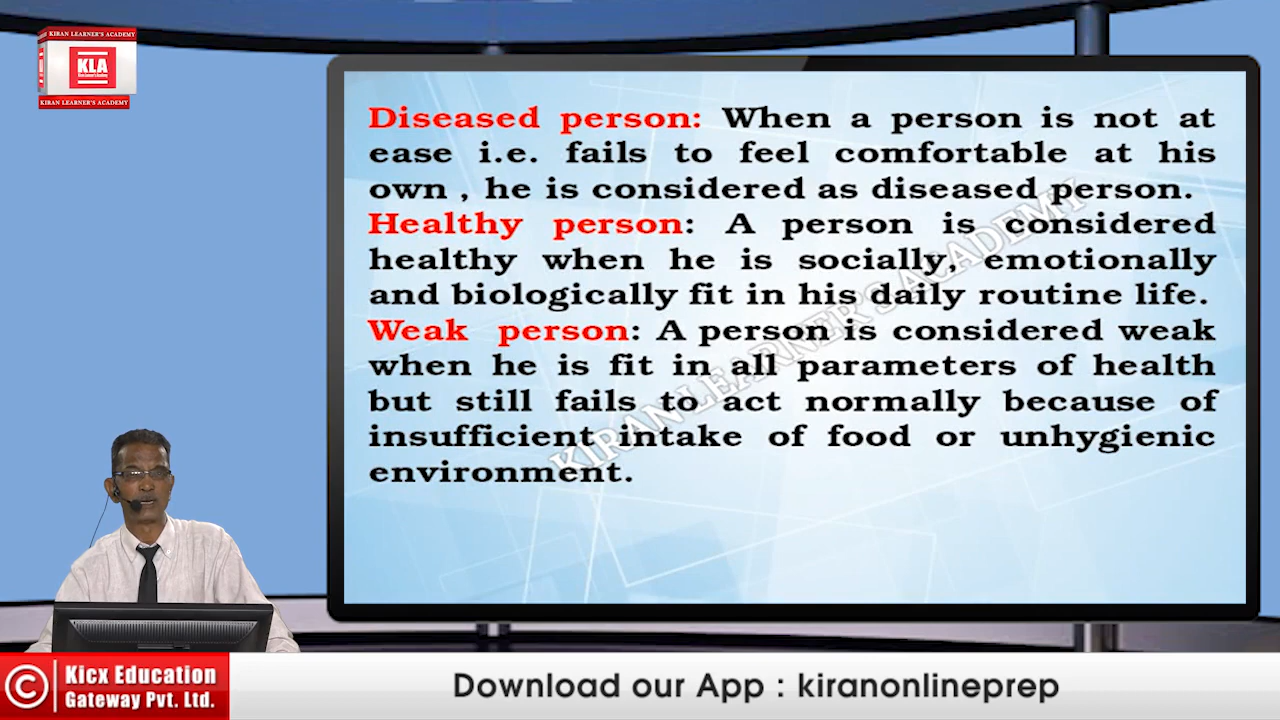 KIRAN LEARNER'S ACADEMY
KLA
Kiran Learner's Academy
KIRAN LEARNER'S ACADEMY
Diseased person: When a person is not at
ease i.e. fails to feel comfortable at his
own , he is considered as diseased person.
Healthy person: A person is considered
healthy when he is socially, emotionally
and biologically fit in his daily routine life.
Weak person: A person is considered weak
when he is fit in all parameters of health
but still fails to act normally because of
insufficient intake of food or unhygienic
environment.
KIRAN LEARNER'S ACADEMY
© Kicx Education
Gateway Pvt. Ltd.
Download our App : kiranonlineprep